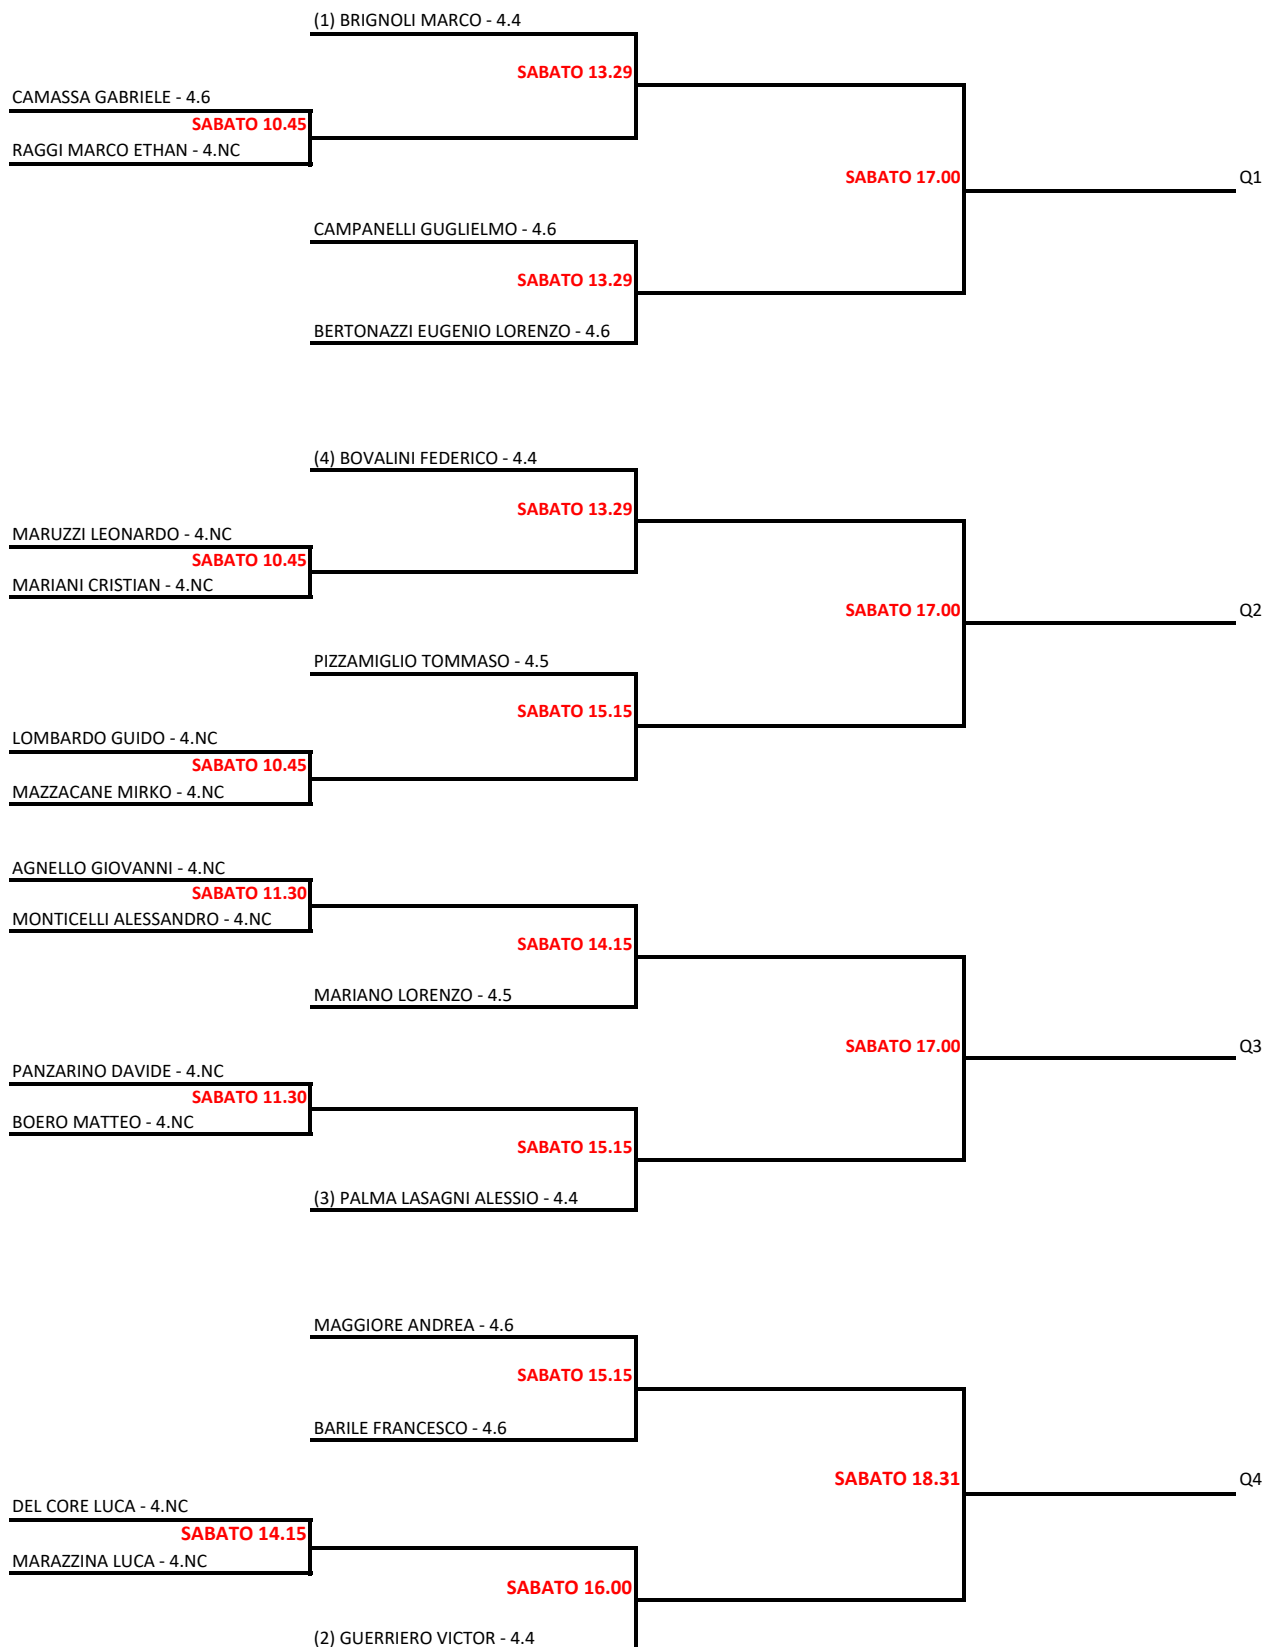 (1) BRIGNOLI MARCO - 4.4
SABATO 13.29
CAMASSA GABRIELE - 4.6
SABATO 10.45
RAGGI MARCO ETHAN - 4.NC
SABATO 17.00
Q1
CAMPANELLI GUGLIELMO - 4.6
SABATO 13.29
BERTONAZZI EUGENIO LORENZO - 4.6
(4) BOVALINI FEDERICO - 4.4
SABATO 13.29
MARUZZI LEONARDO - 4.NC
SABATO 10.45
MARIANI CRISTIAN - 4.NC
SABATO 17.00
Q2
PIZZAMIGLIO TOMMASO - 4.5
SABATO 15.15
LOMBARDO GUIDO - 4.NC
SABATO 10.45
MAZZACANE MIRKO - 4.NC
AGNELLO GIOVANNI - 4.NC
SABATO 11.30
MONTICELLI ALESSANDRO - 4.NC
SABATO 14.15
MARIANO LORENZO - 4.5
SABATO 17.00
Q3
PANZARINO DAVIDE - 4.NC
SABATO 11.30
BOERO MATTEO - 4.NC
SABATO 15.15
(3) PALMA LASAGNI ALESSIO - 4.4
MAGGIORE ANDREA - 4.6
SABATO 15.15
BARILE FRANCESCO - 4.6
SABATO 18.31
Q4
DEL CORE LUCA - 4.NC
SABATO 14.15
MARAZZINA LUCA - 4.NC
SABATO 16.00
(2) GUERRIERO VICTOR - 4.4